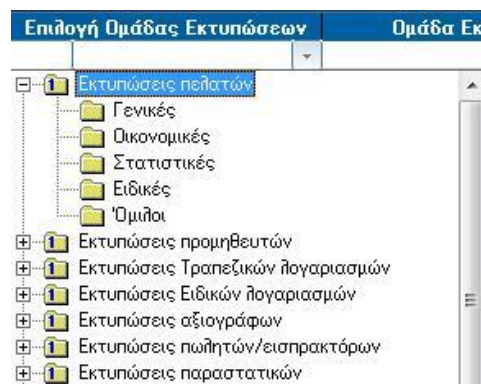 Επιλογή Ομάδας Εκτυπώσεων Ομάδα Εκ
Εκτυπώσεις πελατών
Γενικές
Οικονομικές
Στατιστικές
Ειδικές
Όμιλοι
Εκτυπώσεις προμηθευτών
Εκτυπώσεις Τραπεζικών λογαριασμών
Εκτυπώσεις Ειδικών λογαριασμών
Εκτυπώσεις αξιογράφων
Εκτυπώσεις πωλητών/εισπρακτόρων
Εκτυπώσεις παραστατικών